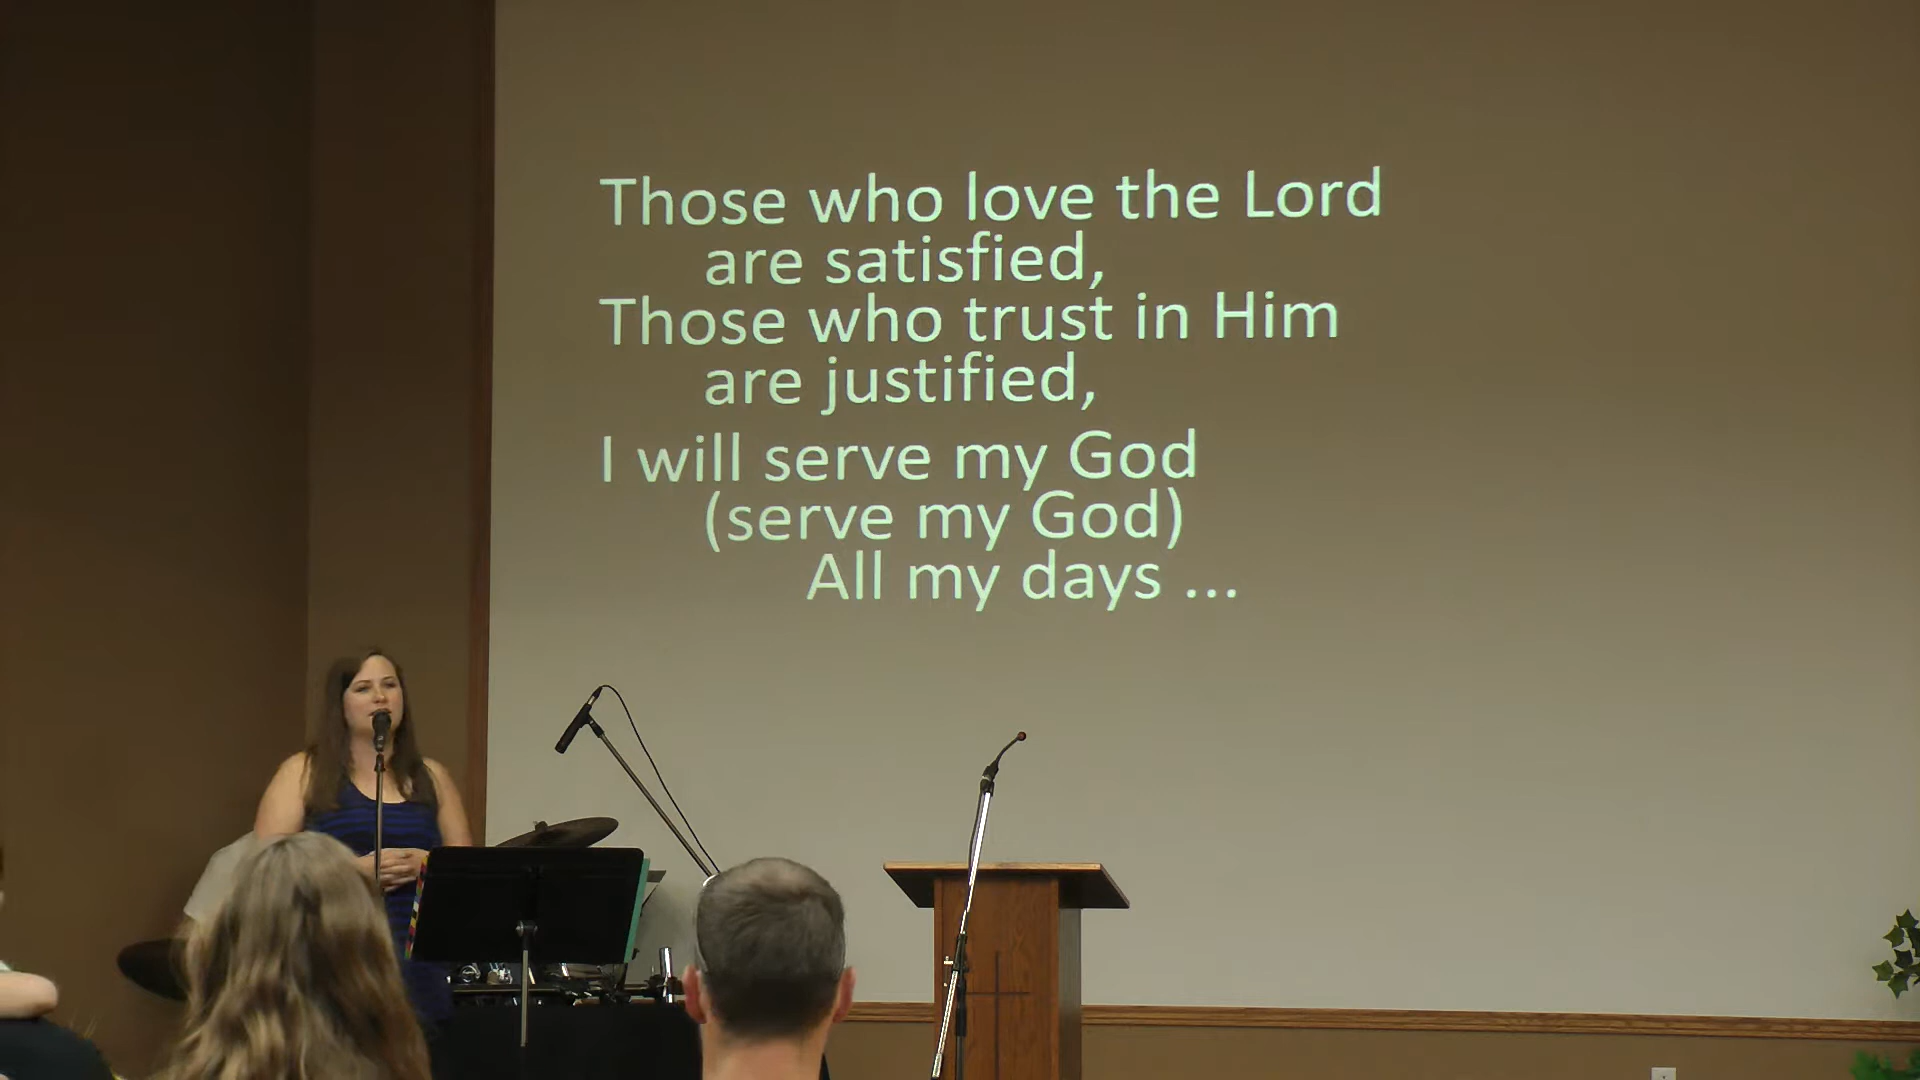 Those who love the Lord
are satisfied,
Those who trust in Him
are justified,
I will serve my God
(serve my God)
All my days ...